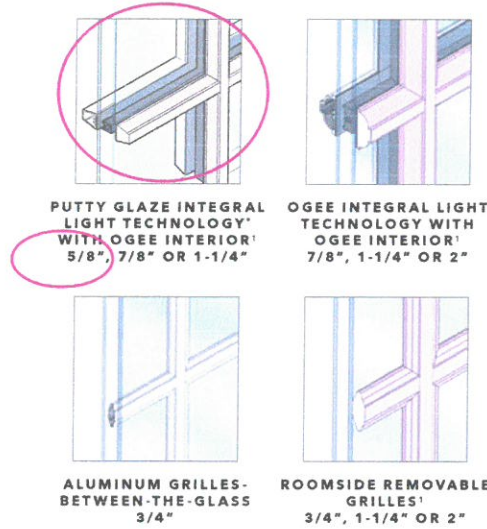 PUTTY GLAZE INTEGRAL
LIGHT TECHNOLOGY*
WITH OGEE INTERIOR¹
5/8", 7/8" OR 1-1/4"
OGEE INTEGRAL LIGHT
TECHNOLOGY WITH
OGEE INTERIOR¹
7/8", 1-1/4" OR 2"
ALUMINUM GRILLES-
BETWEEN-THE-GLASS
3/4"
ROOMSIDE REMOVABLE
GRILLES¹
3/4", 1-1/4" OR 2"